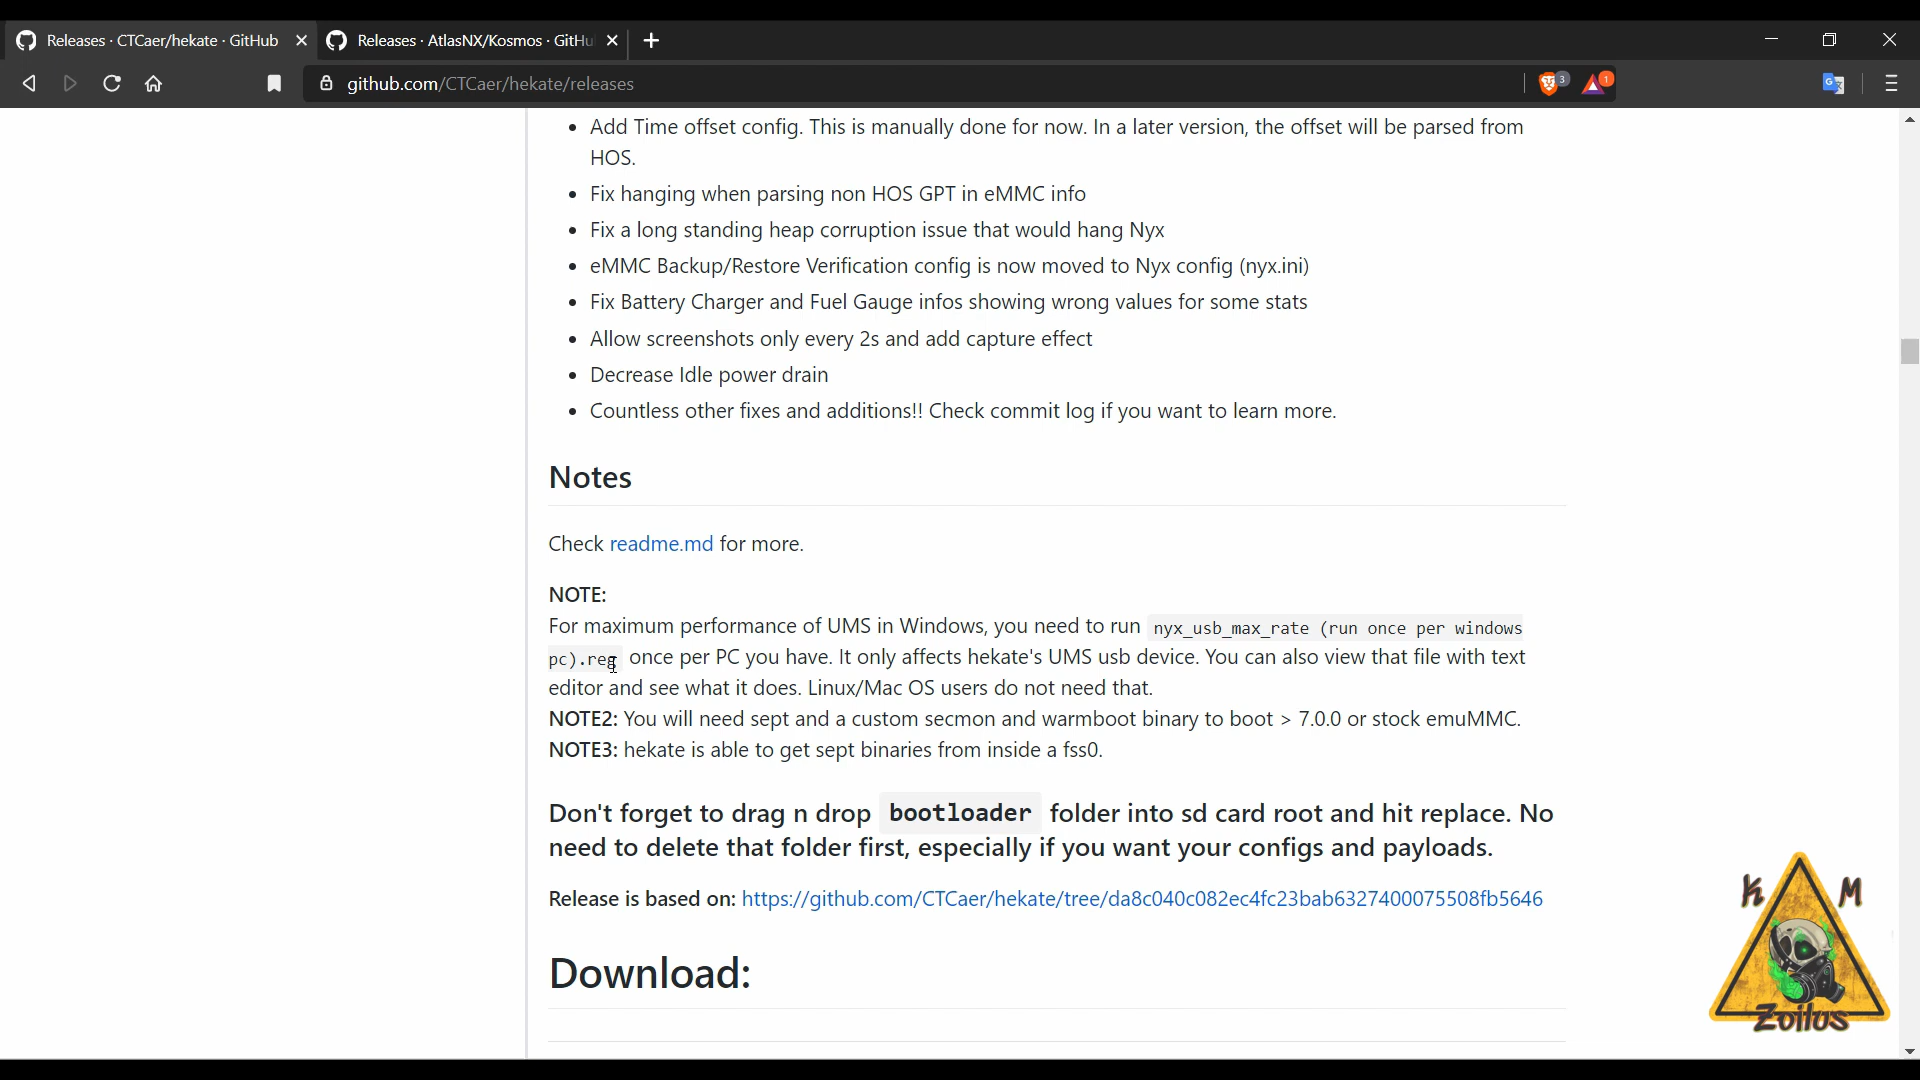 Releases · CTCaer/hekate · GitHub
Releases · AtlasNX/Kosmos · GitHu
github.com/CTCaer/hekate/releases
3
1
Add Time offset config. This is manually done for now. In a later version, the offset will be parsed from
HOS.
Fix hanging when parsing non HOS GPT in eMMC info
Fix a long standing heap corruption issue that would hang Nyx
eMMC Backup/Restore Verification config is now moved to Nyx config (nyx.ini)
Fix Battery Charger and Fuel Gauge infos showing wrong values for some stats
Allow screenshots only every 2s and add capture effect
Decrease Idle power drain
Countless other fixes and additions!! Check commit log if you want to learn more.
Notes
Check readme.md for more.
NOTE:
For maximum performance of UMS in Windows, you need to run nyx_usb_max_rate (run once per windows
pc).reg once per PC you have. It only affects hekate's UMS usb device. You can also view that file with text
editor and see what it does. Linux/Mac OS users do not need that.
NOTE2: You will need sept and a custom secmon and warmboot binary to boot > 7.0.0 or stock emuMMC.
NOTE3: hekate is able to get sept binaries from inside a fss0.
Don't forget to drag n drop bootloader folder into sd card root and hit replace. No
need to delete that folder first, especially if you want your configs and payloads.
Release is based on: https://github.com/CTCaer/hekate/tree/da8c040c082ec4fc23bab6327400075508fb5646
K M
Download:
Zoilus